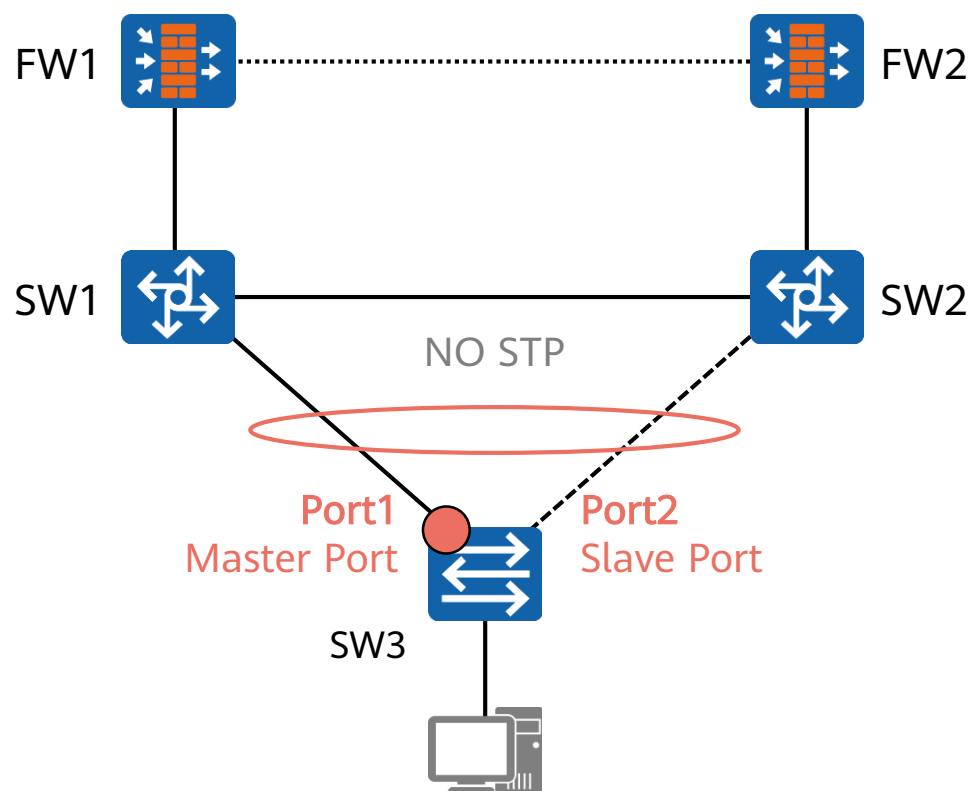 FW1
FW2
SW1
SW2
NO STP
Port1
Master Port
Port2
Slave Port
SW3